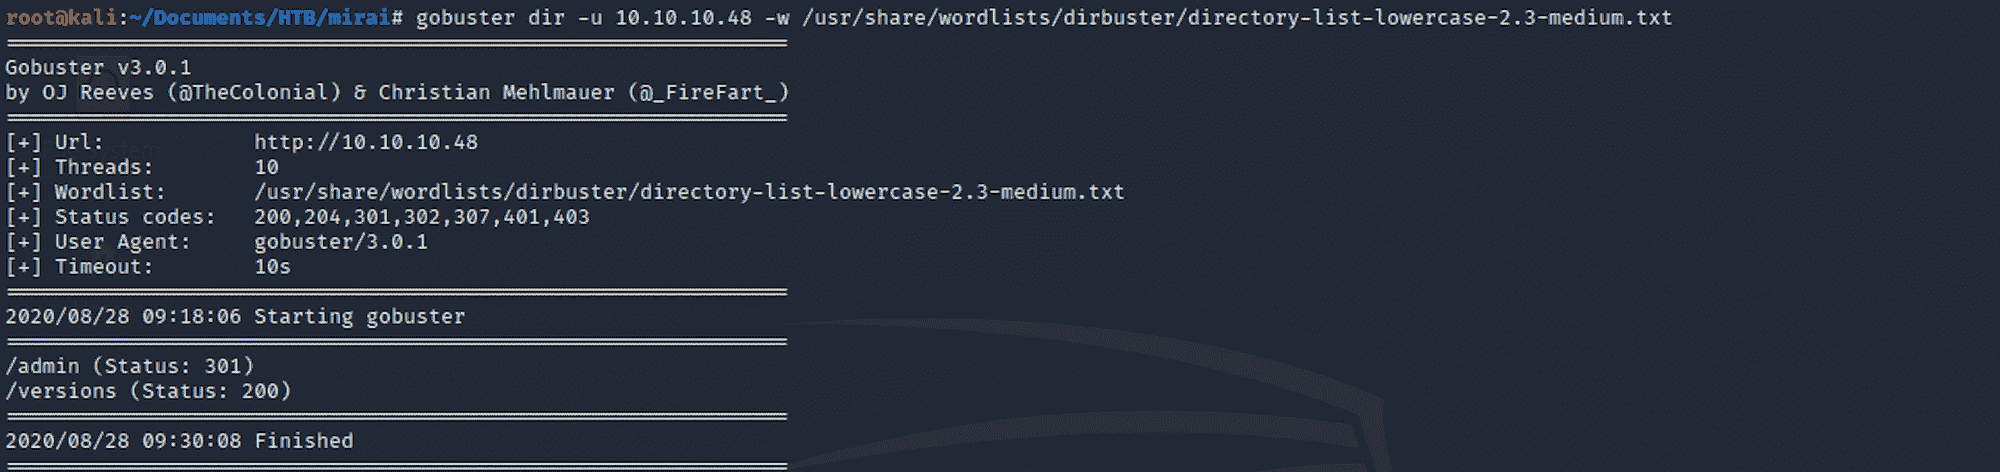 root@kali:~/Documents/HTB/mirai# gobuster dir -u 10.10.10.48 -w /usr/share/wordlists/dirbuster/directory-list-lowercase-2.3-medium.txt
===============================================================
Gobuster v3.0.1
by OJ Reeves (@TheColonial) & Christian Mehlmauer (@_FireFart_)
===============================================================
[+] Url:            http://10.10.10.48
[+] Threads:        10
[+] Wordlist:       /usr/share/wordlists/dirbuster/directory-list-lowercase-2.3-medium.txt
[+] Status codes:   200,204,301,302,307,401,403
[+] User Agent:     gobuster/3.0.1
[+] Timeout:        10s
===============================================================
2020/08/28 09:18:06 Starting gobuster
===============================================================
/admin (Status: 301)
/versions (Status: 200)
===============================================================
2020/08/28 09:30:08 Finished
===============================================================